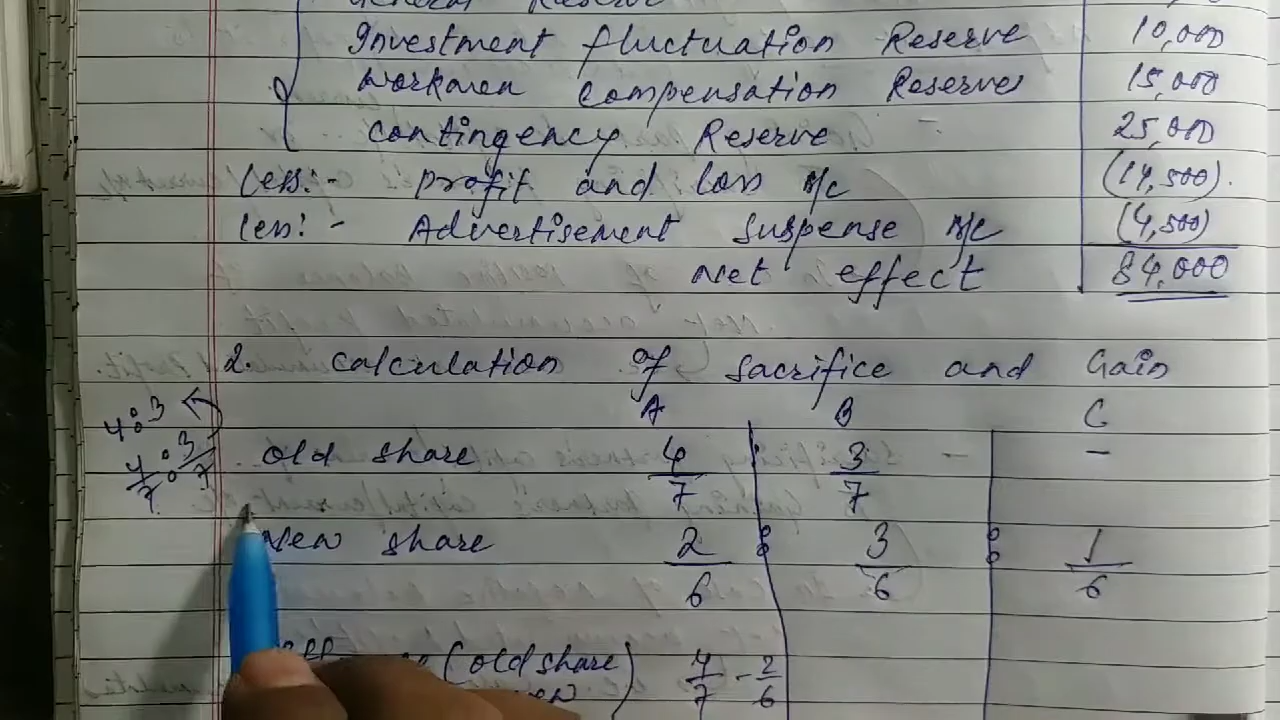 General Reserve
Investment fluctuation Reserve 10,000
Workmen compensation Reserve 15,000
contingency Reserve 25,000
Less:- profit and loss A/c (14,500)
Less:- Advertisement suspense A/c (4,500)
Net effect 84,000
2. calculation of sacrifice and Gain
A B C
4:3
4/7 : 3/7
old share 4/7 : 3/7 -
New share 2/6 : 3/6 : 1/6
(old share 4/7 - 2/6